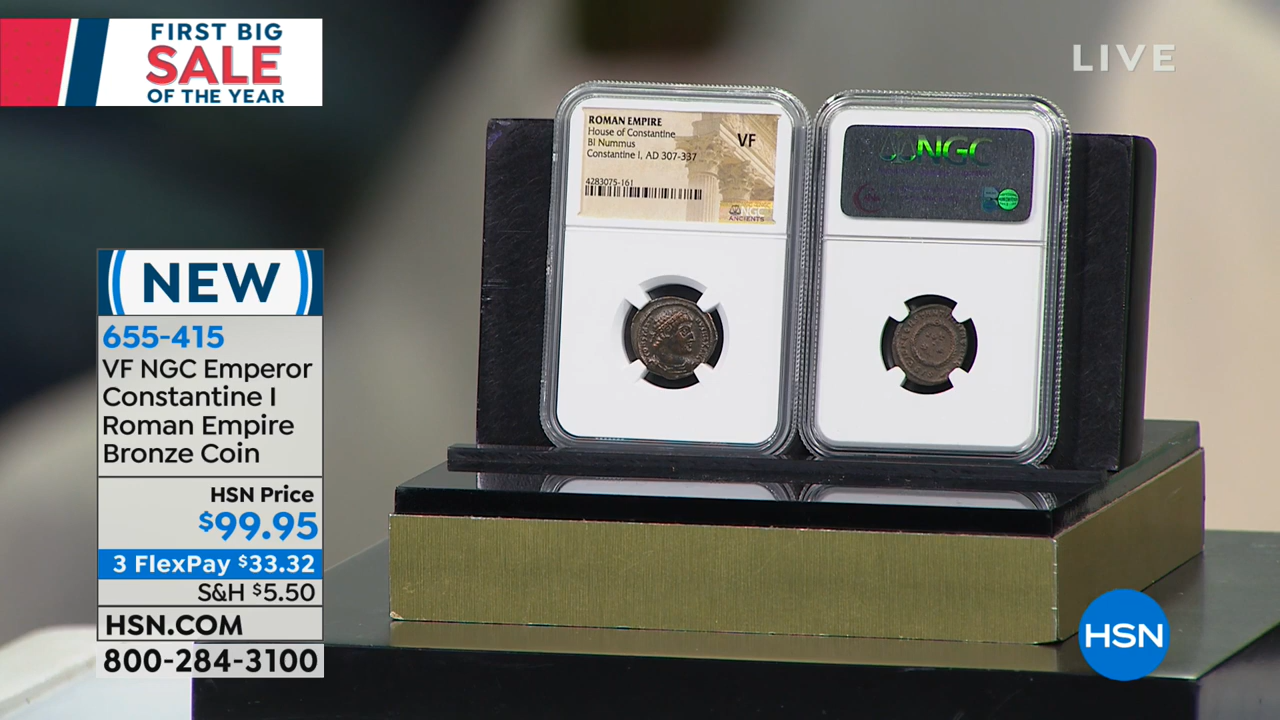 FIRST BIG
SALE
OF THE YEAR
LIVE
ROMAN EMPIRE
House of Constantine
BI Nummus
Constantine I, AD 307-337
VF
4283075-161
NGC
ANCIENTS
NGC
NEW
655-415
VF NGC Emperor
Constantine I
Roman Empire
Bronze Coin
HSN Price
$99.95
3 FlexPay $33.32
S&H $5.50
HSN.COM
800-284-3100
HSN